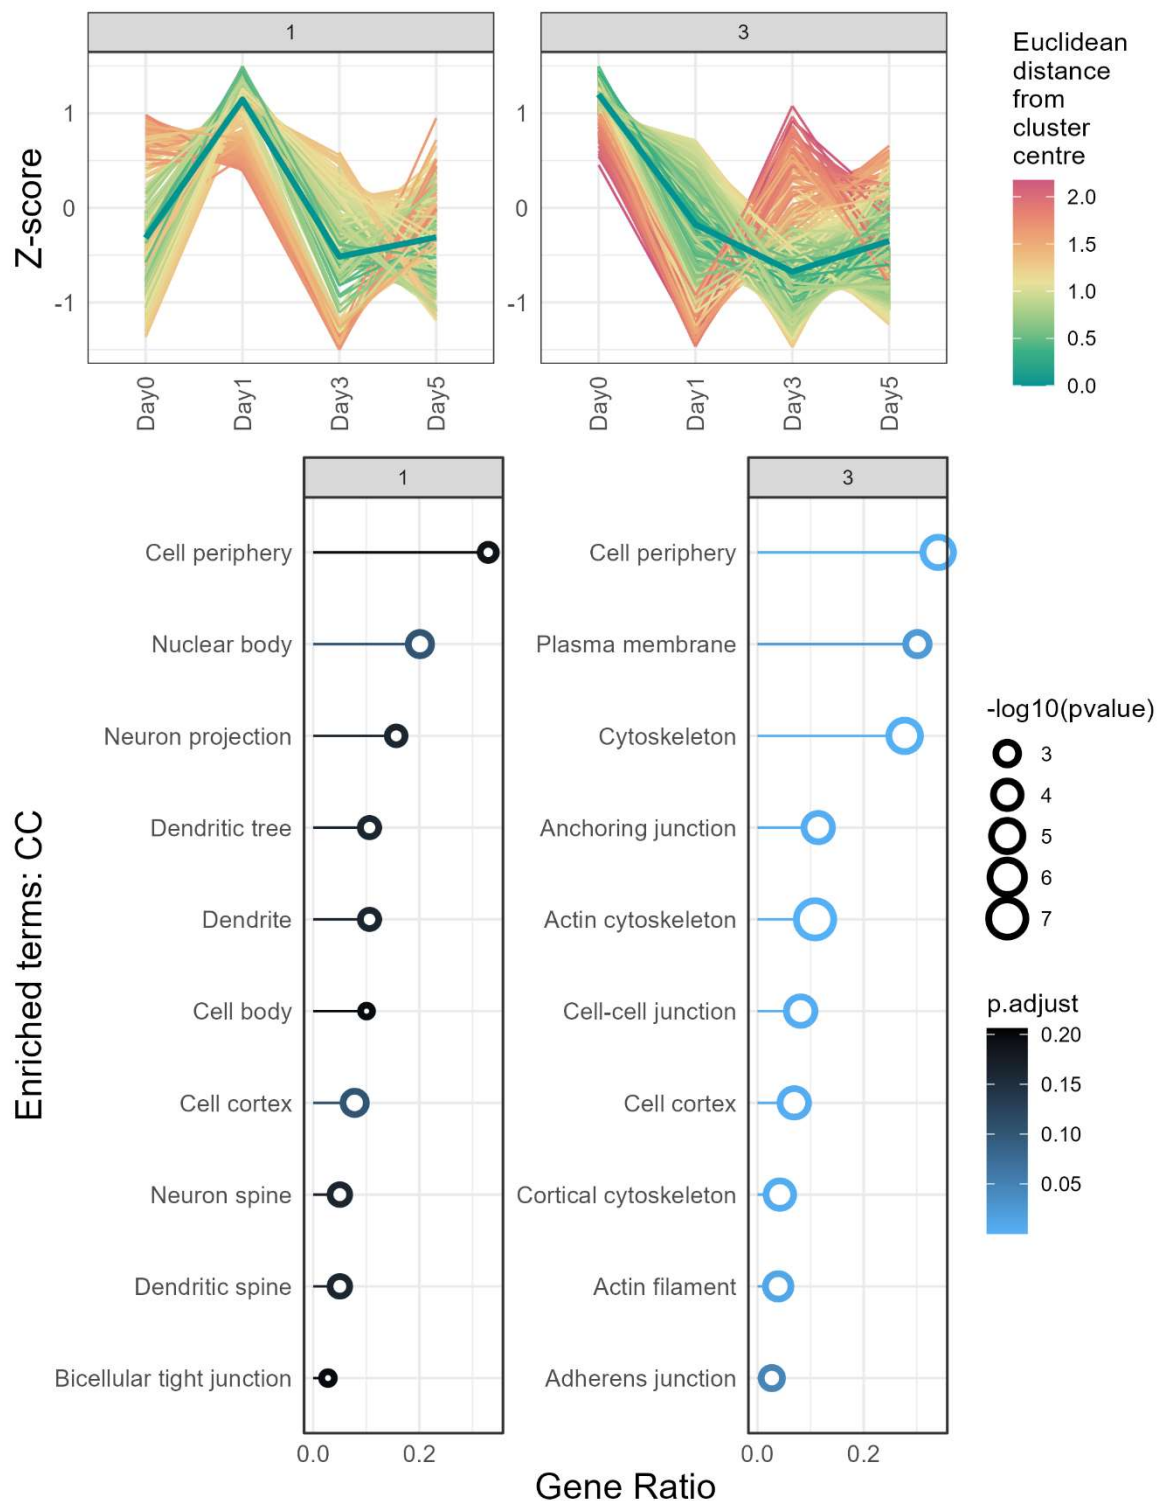 1
3
Z-score
1
0
-1
1
0
-1
Day0
Day1
Day3
Day5
Day0
Day1
Day3
Day5
Euclidean
distance
from
cluster
centre
2.0
1.5
1.0
0.5
0.0
Enriched terms: CC
1
Cell periphery
Nuclear body
Neuron projection
Dendritic tree
Dendrite
Cell body
Cell cortex
Neuron spine
Dendritic spine
Bicellular tight junction
0.0
0.2
3
Cell periphery
Plasma membrane
Cytoskeleton
Anchoring junction
Actin cytoskeleton
Cell-cell junction
Cell cortex
Cortical cytoskeleton
Actin filament
Adherens junction
0.0
0.2
Gene Ratio
-log10(pvalue)
3
4
5
6
7
p.adjust
0.20
0.15
0.10
0.05